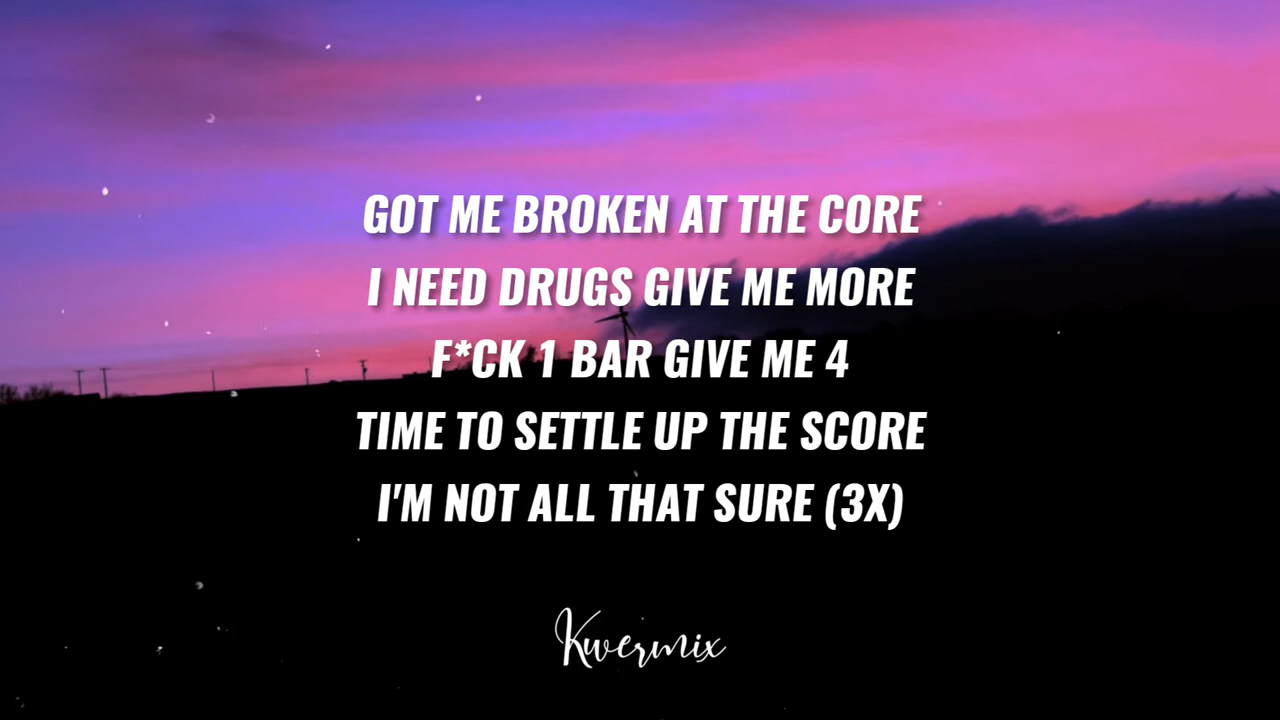 GOT ME BROKEN AT THE CORE
I NEED DRUGS GIVE ME MORE
F*CK 1 BAR GIVE ME 4
TIME TO SETTLE UP THE SCORE
I'M NOT ALL THAT SURE (3X)
Kwermix